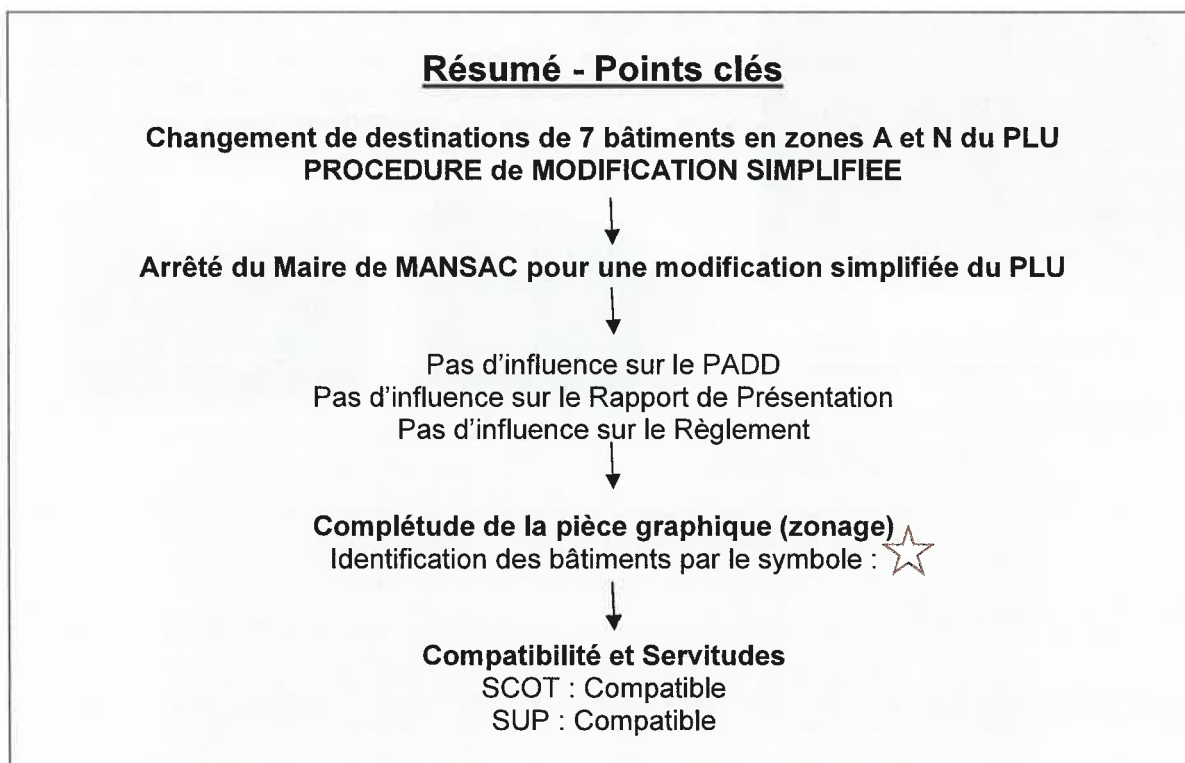 Résumé - Points clés
Changement de destinations de 7 bâtiments en zones A et N du PLU
PROCEDURE de MODIFICATION SIMPLIFIEE
Arrêté du Maire de MANSAC pour une modification simplifiée du PLU
Pas d'influence sur le PADD
Pas d'influence sur le Rapport de Présentation
Pas d'influence sur le Règlement
Complétude de la pièce graphique (zonage)
Identification des bâtiments par le symbole :
Compatibilité et Servitudes
SCOT : Compatible
SUP : Compatible